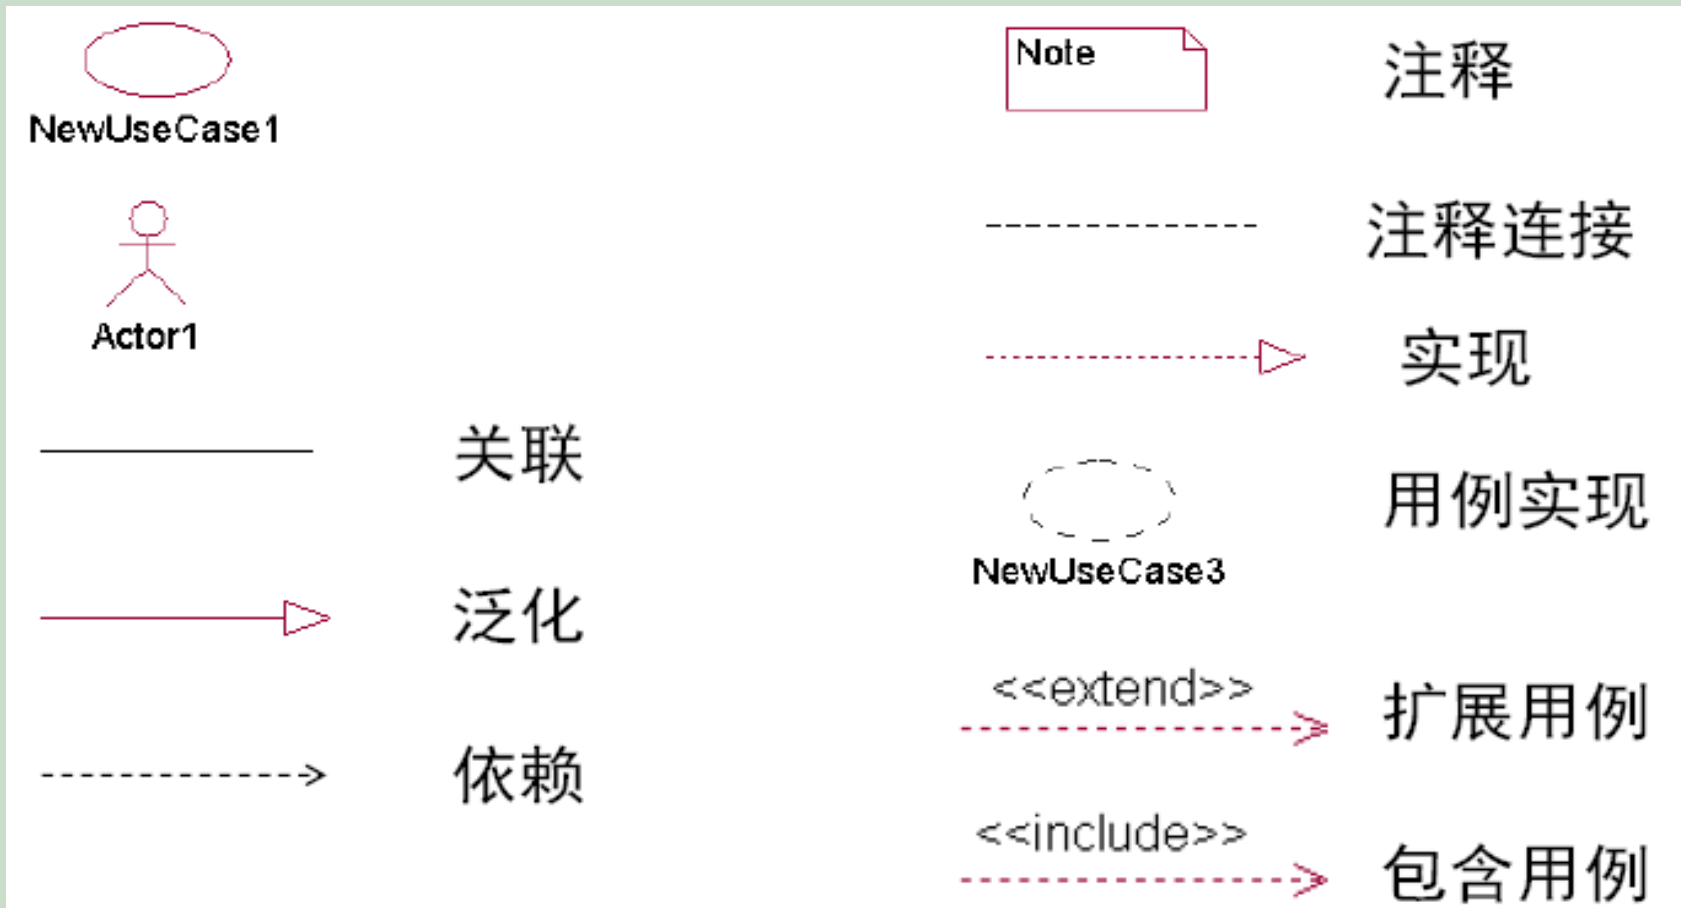 NewUseCase1
Actor1
关联
泛化
依赖
Note
注释
注释连接
实现
用例实现
NewUseCase3
<<extend>>
扩展用例
<<include>>
包含用例